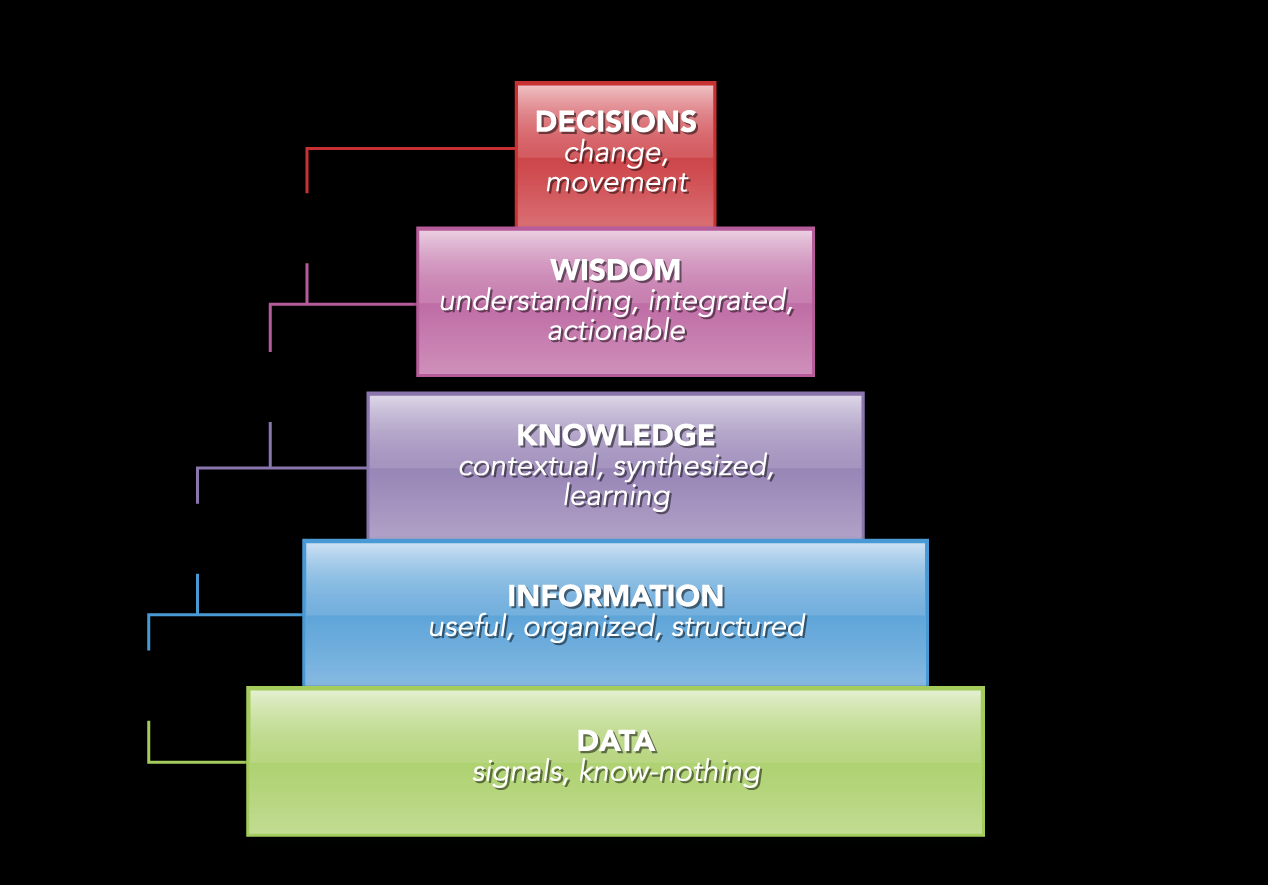 DECISIONS
change,
movement
WISDOM
understanding, integrated,
actionable
KNOWLEDGE
contextual, synthesized,
learning
INFORMATION
useful, organized, structured
DATA
signals, know-nothing